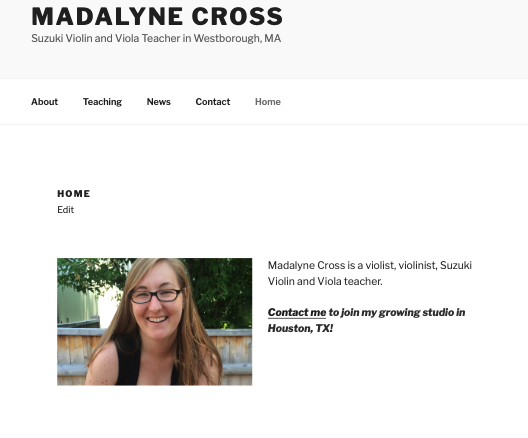 MADALYNE CROSS
Suzuki Violin and Viola Teacher in Westborough, MA
About Teaching News Contact Home
HOME
Edit
Madalyne Cross is a violist, violinist, Suzuki
Violin and Viola teacher.
Contact me to join my growing studio in
Houston, TX!